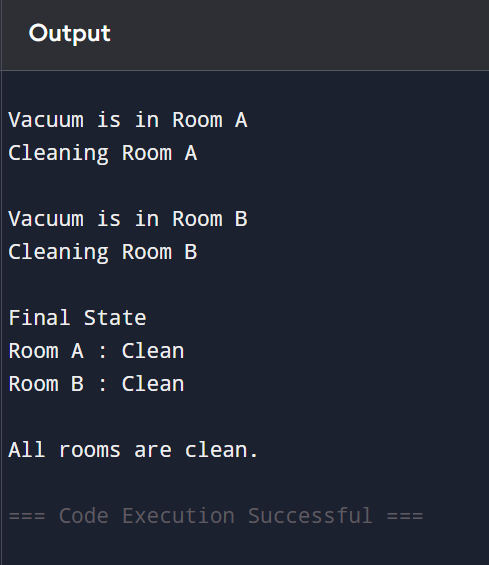 Output
Vacuum is in Room A
Cleaning Room A
Vacuum is in Room B
Cleaning Room B
Final State
Room A : Clean
Room B : Clean
All rooms are clean.
=== Code Execution Successful ===